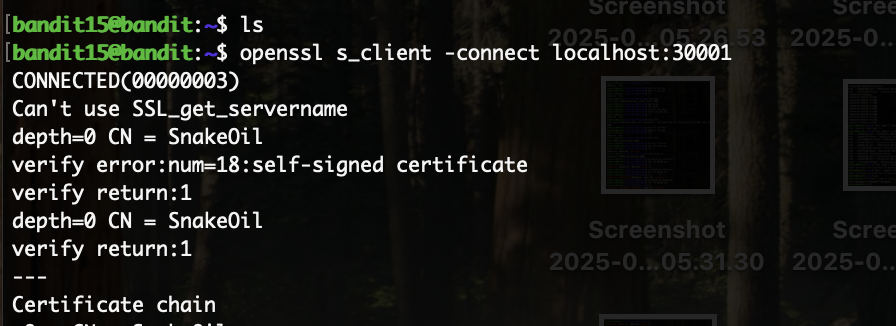 [bandit15@bandit:~$ ls
[bandit15@bandit:~$ openssl s_client -connect localhost:30001
CONNECTED(00000003)
Can't use SSL_get_servername
depth=0 CN = SnakeOil
verify error:num=18:self-signed certificate
verify return:1
depth=0 CN = SnakeOil
verify return:1
---
Certificate chain
Screenshot
2025-0...05.26.53
2025-0...
Screenshot
2025-0...05.31.30
2025-0...